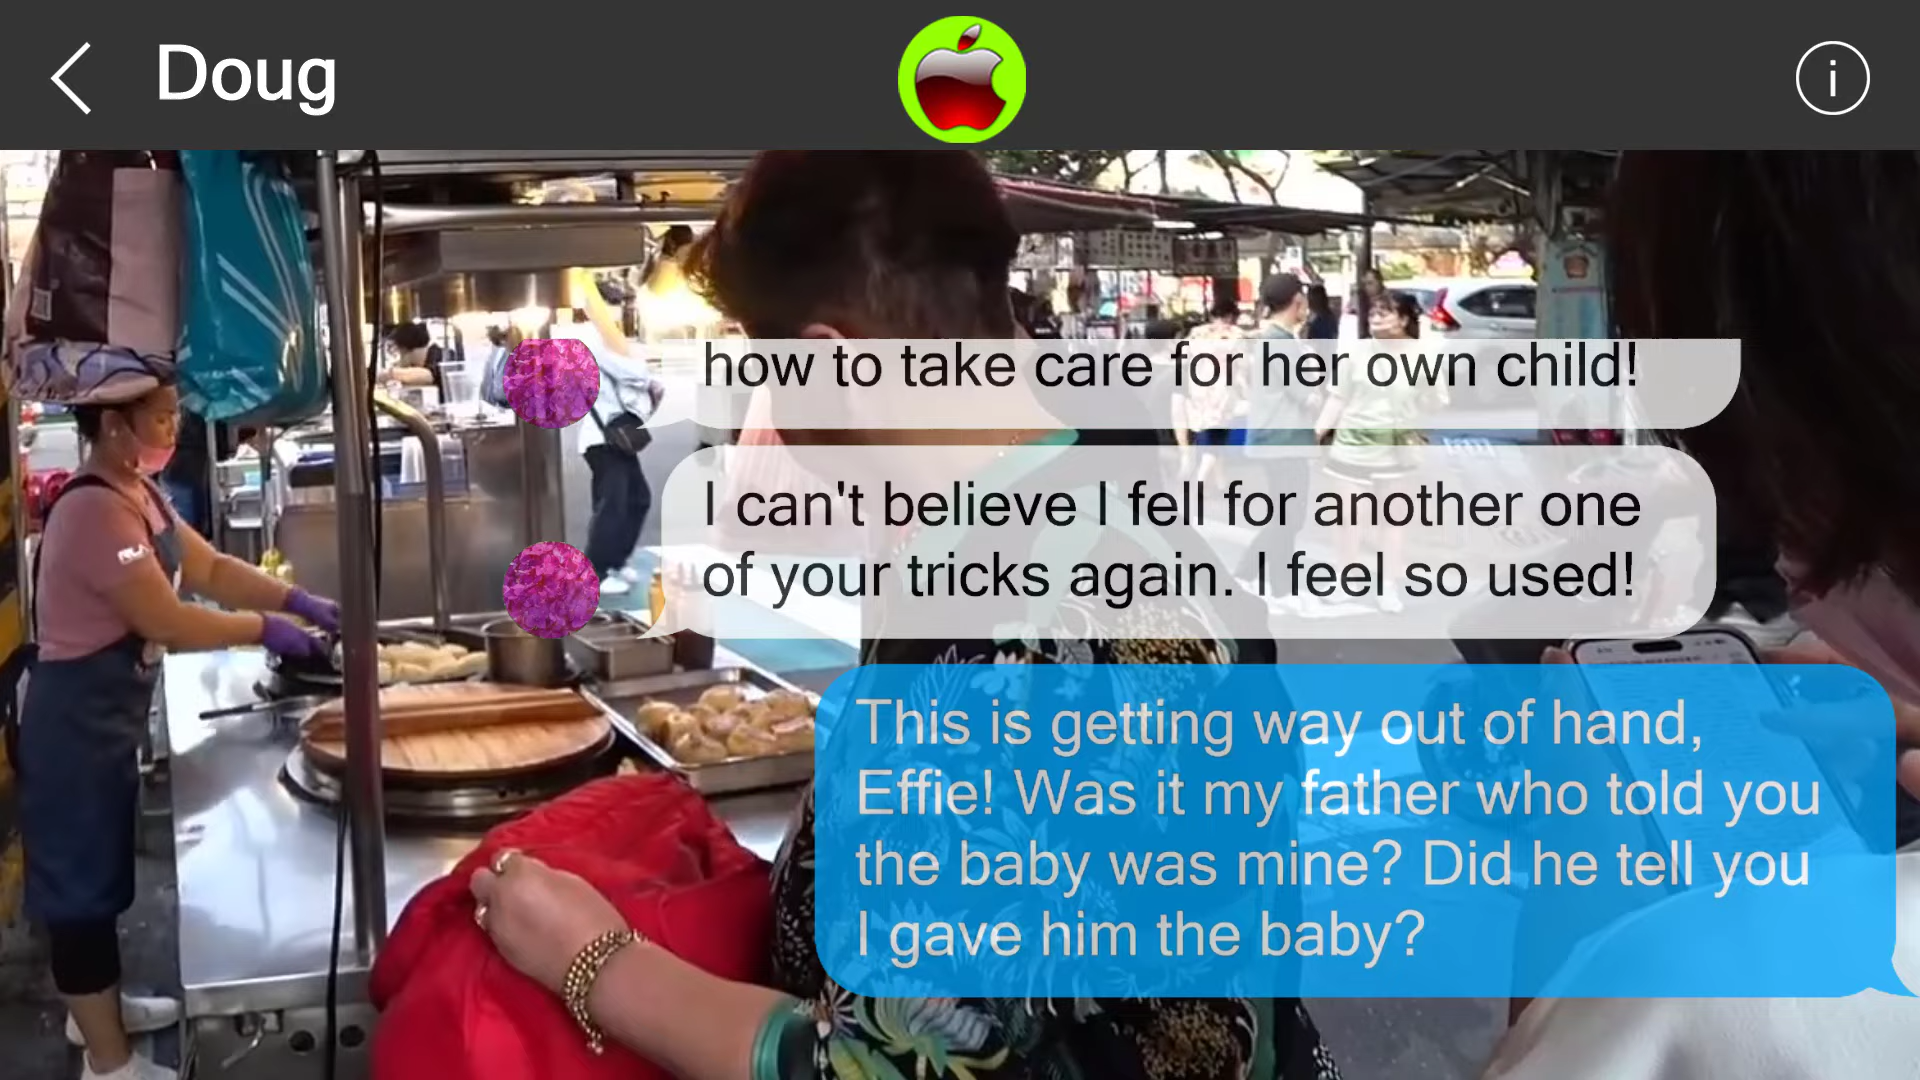 Doug
how to take care for her own child!
I can't believe I fell for another one
of your tricks again. I feel so used!
This is getting way out of hand,
Effie! Was it my father who told you
the baby was mine? Did he tell you
I gave him the baby?